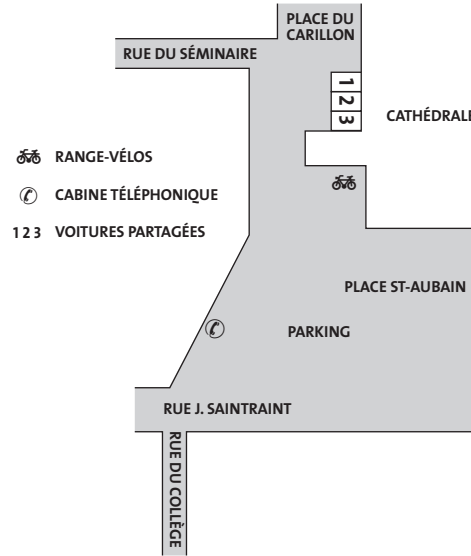 PLACE DU
CARILLON
RUE DU SÉMINAIRE
1
2
3
CATHÉDRALE
RANGE-VÉLOS
CABINE TÉLÉPHONIQUE
1 2 3 VOITURES PARTAGÉES
PLACE ST-AUBAIN
PARKING
RUE J. SAINTRAINT
RUE DU COLLÈGE